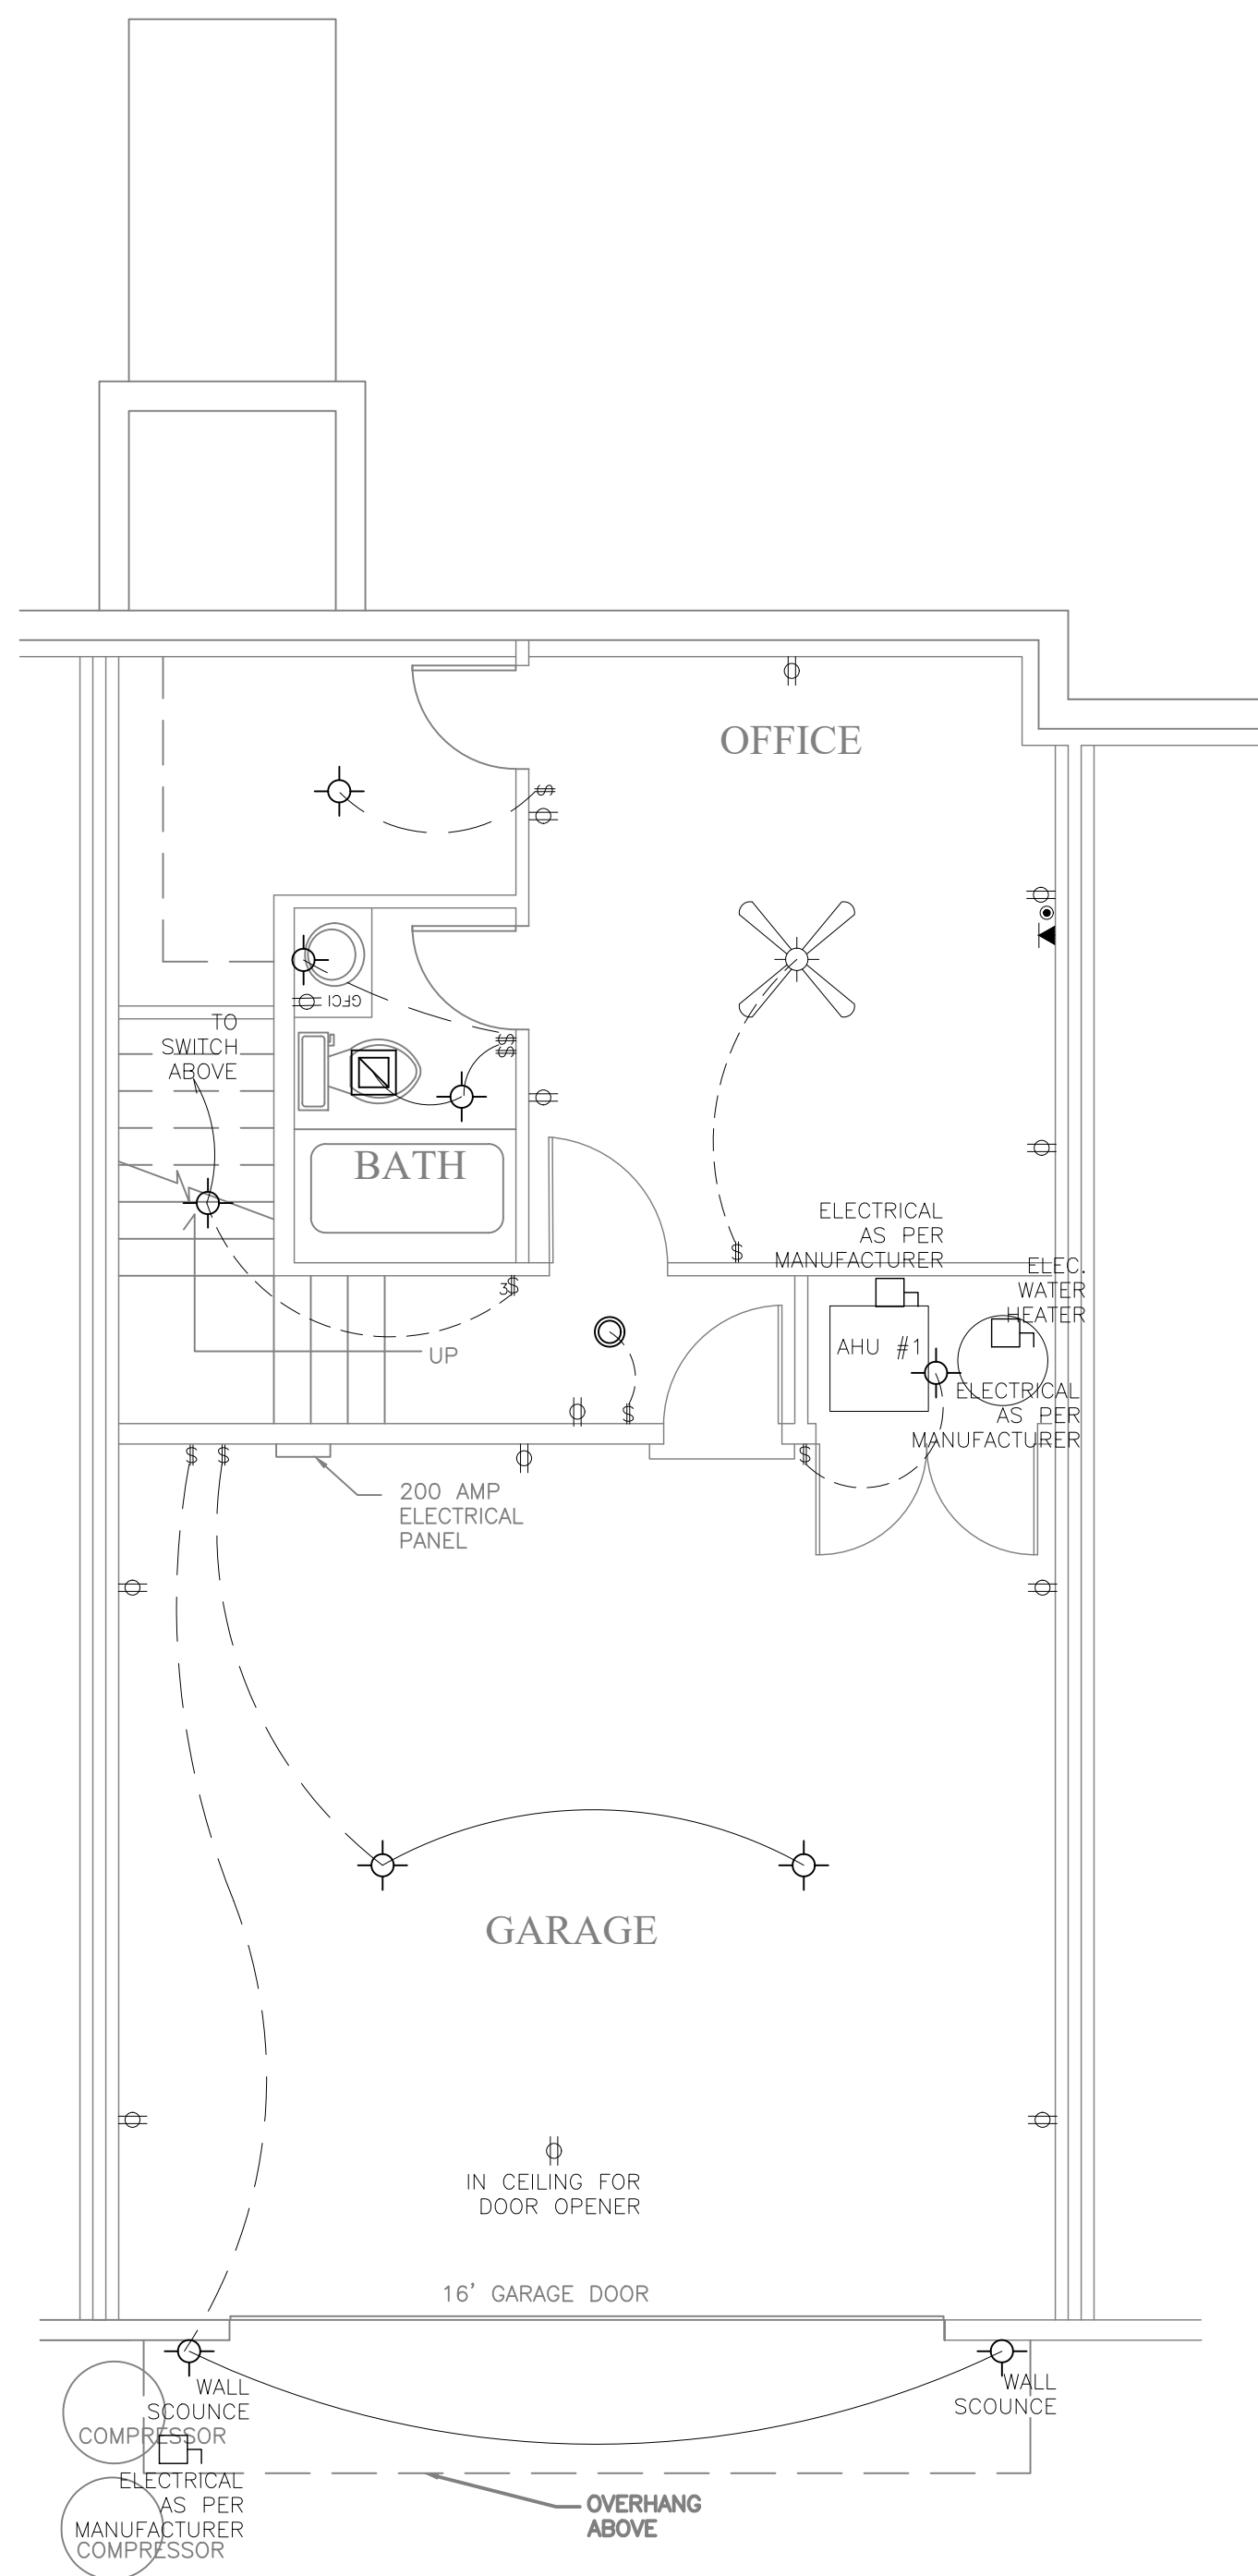 OFFICE
$
GFCI
TO
SWITCH
ABOVE
$$
BATH
ELECTRICAL
AS PER
MANUFACTURER
$
ELEC.
WATER
HEATER
3$
AHU #1
UP
ELECTRICAL
AS PER
MANUFACTURER
$
$ $
$
200 AMP
ELECTRICAL
PANEL
GARAGE
IN CEILING FOR
DOOR OPENER
16' GARAGE DOOR
WALL
SCOUNCE
WALL
SCOUNCE
COMPRESSOR
ELECTRICAL
AS PER
MANUFACTURER
COMPRESSOR
OVERHANG
ABOVE